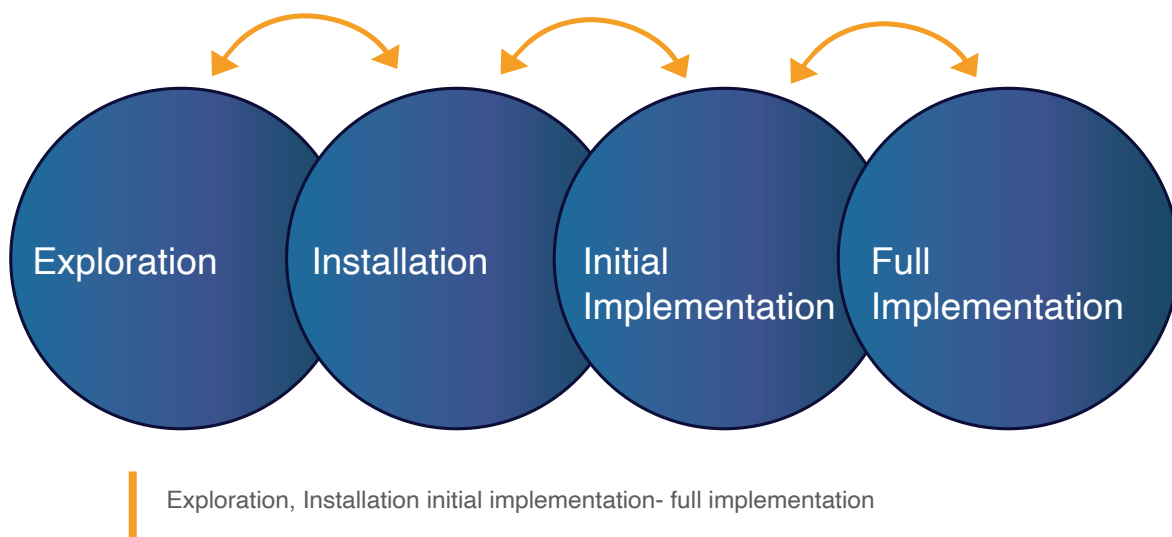 Exploration
Installation
Initial
Implementation
Full
Implementation
Exploration, Installation initial implementation- full implementation